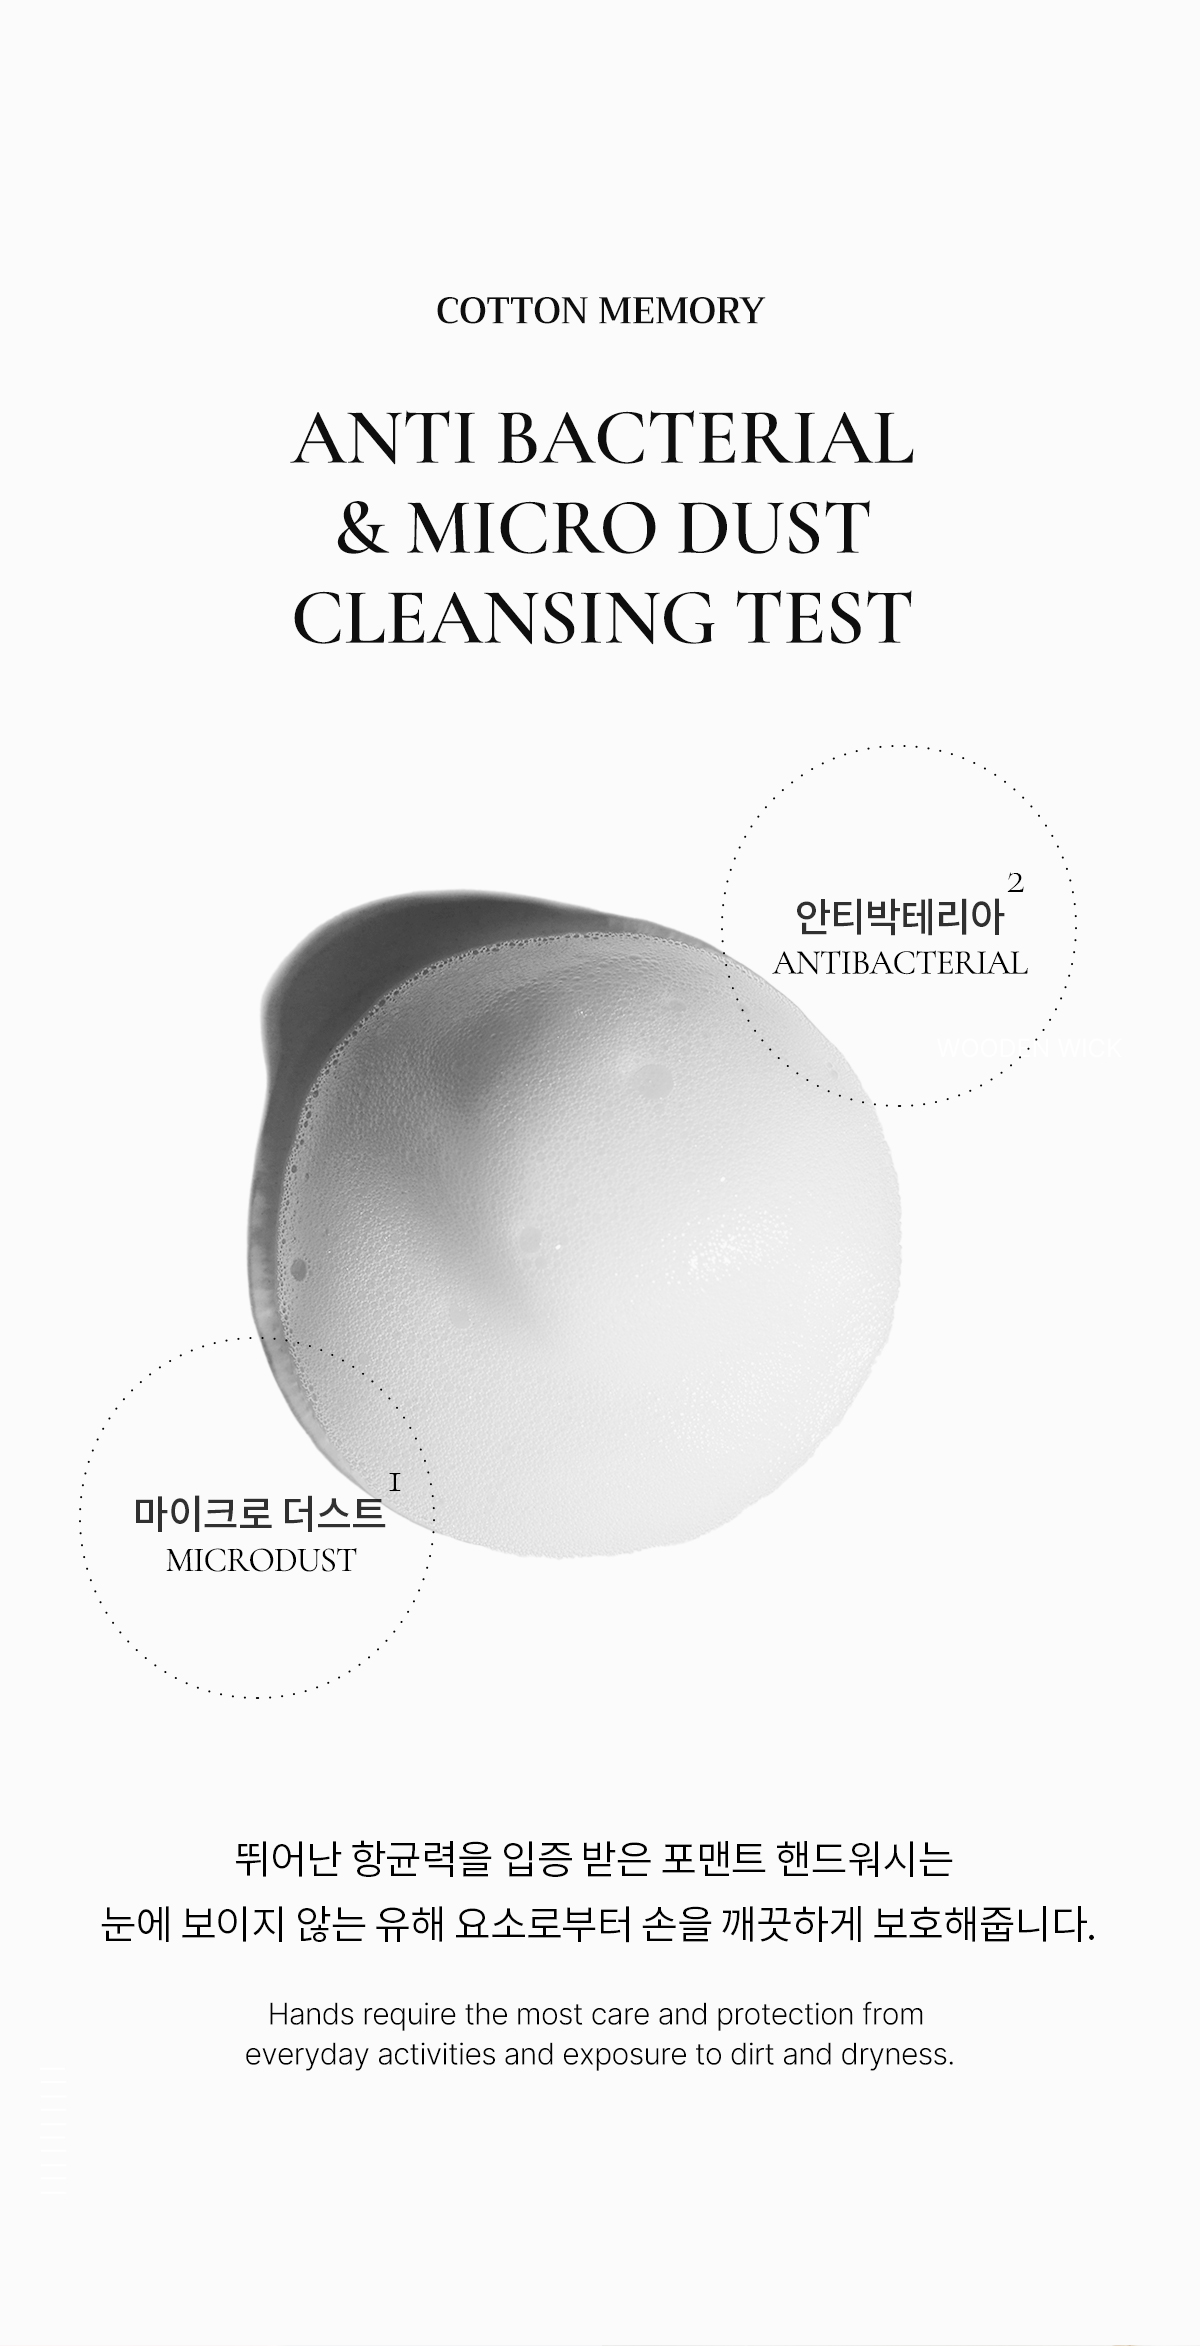 COTTON MEMORY
ANTI BACTERIAL
& MICRO DUST
CLEANSING TEST
2
안티박테리아
ANTIBACTERIAL
WOODEN WICK
1
마이크로 더스트
MICRODUST
뛰어난 항균력을 입증 받은 포맨트 핸드워시는
눈에 보이지 않는 유해 요소로부터 손을 깨끗하게 보호해줍니다.
Hands require the most care and protection from
everyday activities and exposure to dirt and dryness.